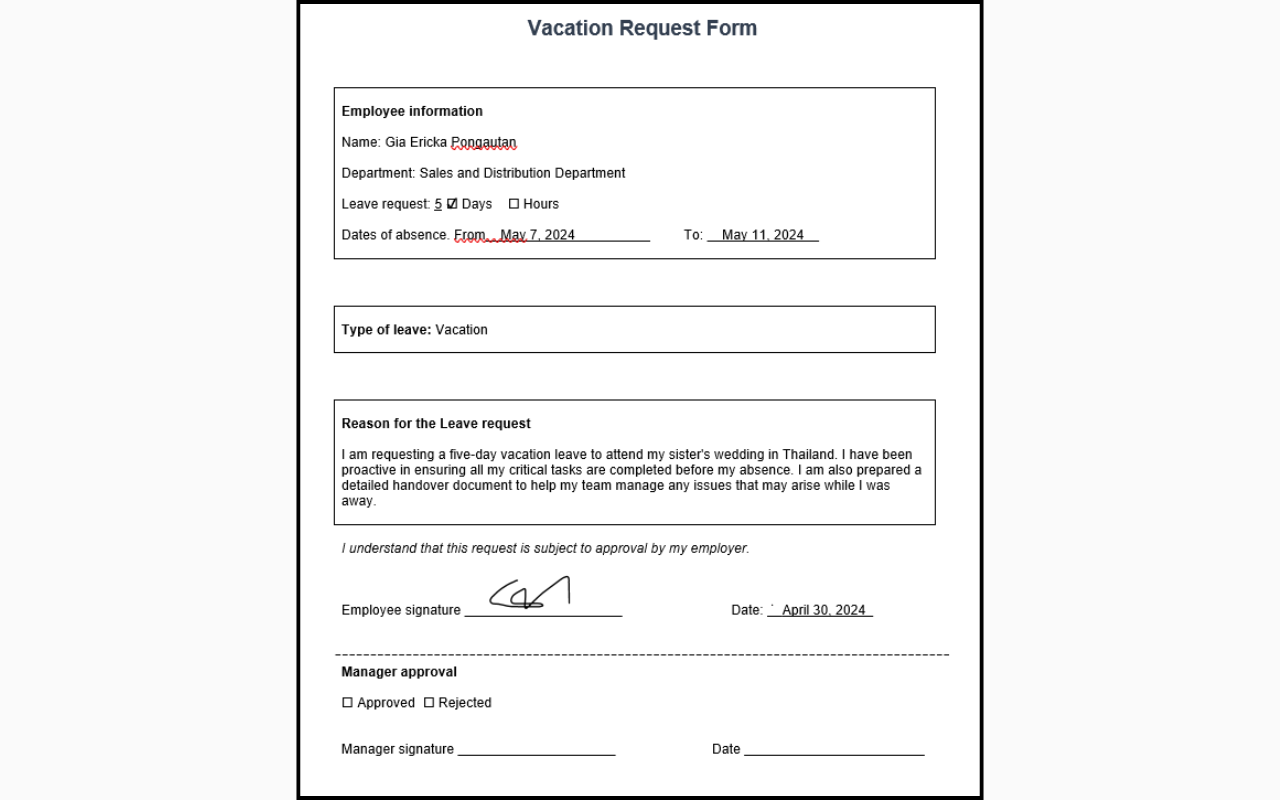 Vacation Request Form
Employee information
Name: Gia Ericka Pongautan
Department: Sales and Distribution Department
Leave request: 5 ☑ Days ☐ Hours
Dates of absence. From  May 7, 2024 To: May 11, 2024
Type of leave: Vacation
Reason for the Leave request
I am requesting a five-day vacation leave to attend my sister's wedding in Thailand. I have been
proactive in ensuring all my critical tasks are completed before my absence. I am also prepared a
detailed handover document to help my team manage any issues that may arise while I was
away.
I understand that this request is subject to approval by my employer.
Employee signature Date: April 30, 2024
Manager approval
☐ Approved ☐ Rejected
Manager signature Date